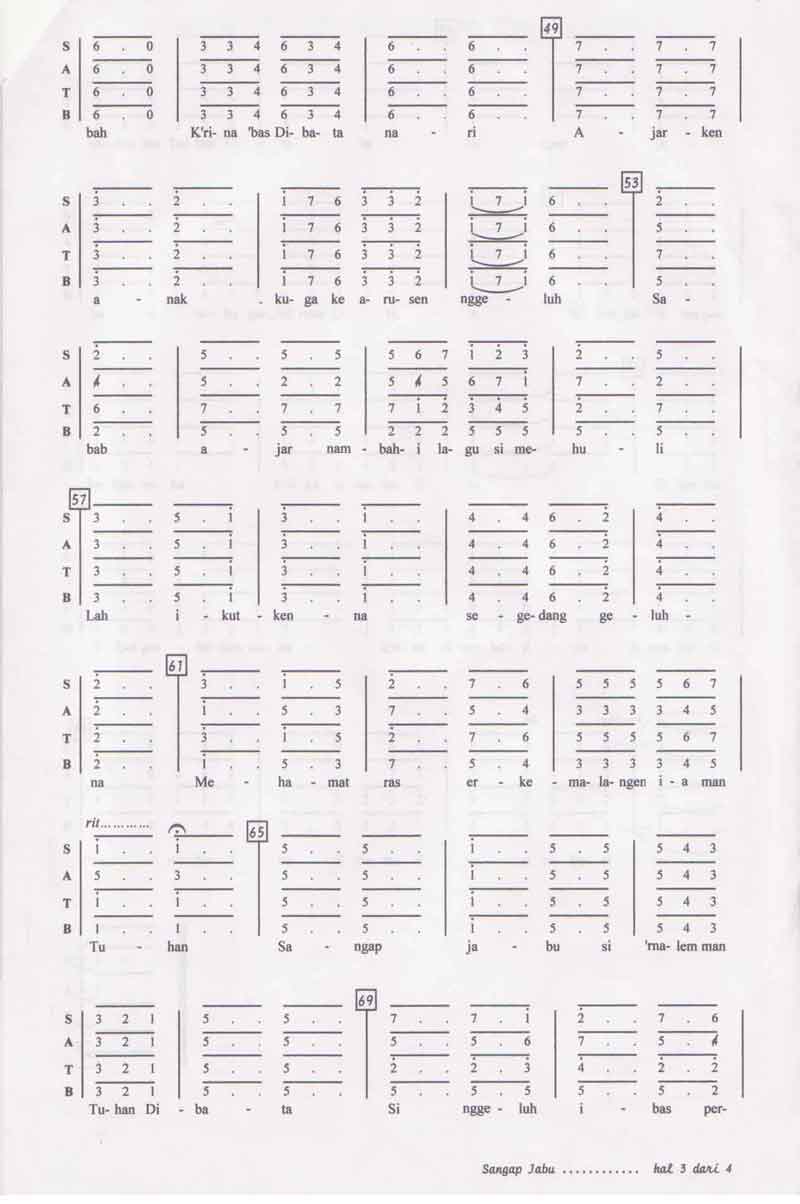 49
S 6 . 0 | 3 3 4 6 3 4 | 6 . . 6 . . | 7 . . 7 . 7
A 6 . 0 | 3 3 4 6 3 4 | 6 . . 6 . . | 7 . . 7 . 7
T 6 . 0 | 3 3 4 6 3 4 | 6 . . 6 . . | 7 . . 7 . 7
B 6 . 0 | 3 3 4 6 3 4 | 6 . . 6 . . | 7 . . 7 . 7
bah K'ri- na 'bas Di- ba- ta na - ri A - jar - ken
53
S 3̇ . . 2̇ . . | 1̇ 7 6 3̇ 3̇ 2̇ | 1̇ 7 1̇ 6 . . | 2̇ . .
A 3̇ . . 2̇ . . | 1̇ 7 6 3̇ 3̇ 2̇ | 1̇ 7 1̇ 6 . . | 5 . .
T 3̇ . . 2̇ . . | 1̇ 7 6 3̇ 3̇ 2̇ | 1̇ 7 1̇ 6 . . | 7 . .
B 3̇ . . 2̇ . . | 1̇ 7 6 3̇ 3̇ 2̇ | 1̇ 7 1̇ 6 . . | 5 . .
a - nak . ku- ga ke a- ru- sen ngge - luh Sa -
S 2̇ . . | 5 . . 5 . 5 | 5 6 7 1̇ 2̇ 3̇ | 2̇ . . 5 . . |
A 4̸ . . | 5 . . 2 . 2 | 5 4̸ 5 6 7 1̇ | 7 . . 2 . . |
T 6 . . | 7 . . 7 . 7 | 7 1̇ 2̇ 3̇ 4̇ 5̇ | 2̇ . . 7 . . |
B 2 . . | 5 . . 5 . 5 | 2 2 2 5 5 5 | 5 . . 5 . . |
bab a - jar nam - bah- i la- gu si me- hu - li
57
S 3 . . 5 . 1̇ | 3̇ . . 1̇ . . | 4 . 4 6 . 2̇ | 4̇ . .
A 3 . . 5 . 1̇ | 3̇ . . 1̇ . . | 4 . 4 6 . 2̇ | 4̇ . .
T 3 . . 5 . 1̇ | 3̇ . . 1̇ . . | 4 . 4 6 . 2̇ | 4̇ . .
B 3 . . 5 . 1̇ | 3̇ . . 1̇ . . | 4 . 4 6 . 2̇ | 4̇ . .
Lah i - kut - ken - na se - ge- dang ge - luh -
61
S 2̇ . . | 3̇ . . 1̇ . 5 | 2̇ . . 7 . 6 | 5 5 5 5 6 7 |
A 2̇ . . | 1̇ . . 5 . 3 | 7 . . 5 . 4 | 3 3 3 3 4 5 |
T 2̇ . . | 3̇ . . 1̇ . 5 | 2̇ . . 7 . 6 | 5 5 5 5 6 7 |
B 2̇ . . | 1̇ . . 5 . 3 | 7 . . 5 . 4 | 3 3 3 3 4 5 |
na Me - ha - mat ras er - ke - ma- la- ngen i - a man
rit............ 65
S 1̇ . . 1̇ . . | 5 . . 5 . . | 1̇ . . 5 . 5 | 5 4 3
A 5 . . 3 . . | 5 . . 5 . . | 1̇ . . 5 . 5 | 5 4 3
T 1̇ . . 1̇ . . | 5 . . 5 . . | 1̇ . . 5 . 5 | 5 4 3
B 1 . . 1 . . | 5 . . 5 . . | 1̇ . . 5 . 5 | 5 4 3
Tu - han Sa - ngap ja - bu si 'ma- lem man
69
S 3 2 1 | 5 . . 5 . . | 7 . . 7 . 1̇ | 2̇ . . 7 . 6 |
A 3 2 1 | 5 . . 5 . . | 5 . . 5 . 6 | 7 . . 5 . 4̸ |
T 3 2 1 | 5 . . 5 . . | 2̇ . . 2̇ . 3̇ | 4̇ . . 2̇ . 2̇ |
B 3 2 1 | 5 . . 5 . . | 5 . . 5 . 5 | 5 . . 5 . 2 |
Tu- han Di - ba - ta Si ngge - luh i - bas per-
Sangap Jabu ............ hal 3 dari 4